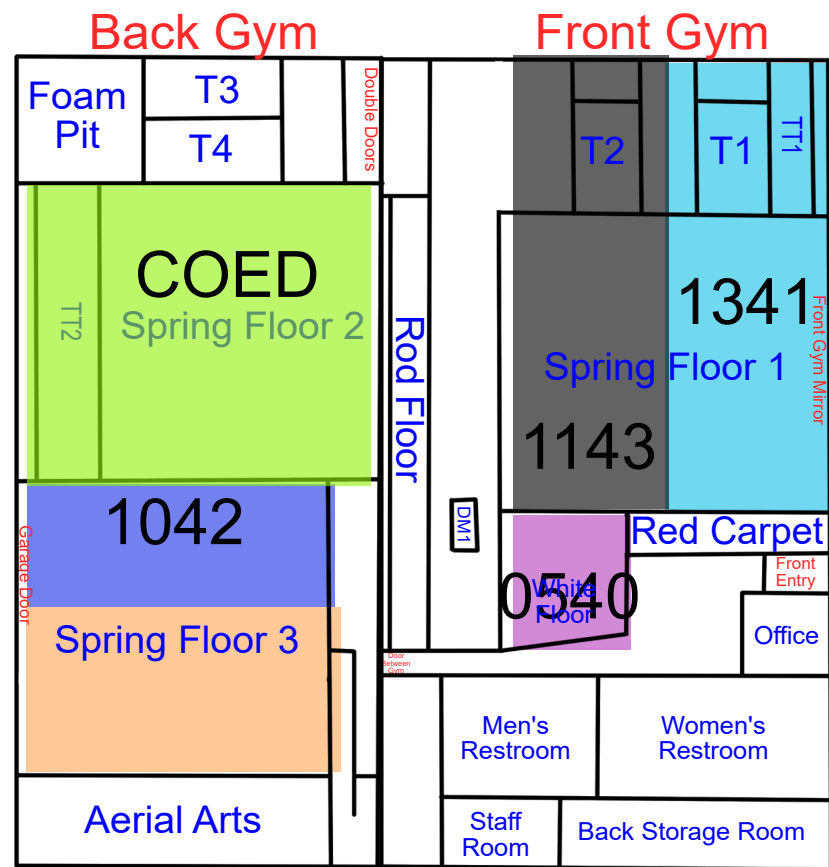 Back Gym
Front Gym
Foam
Pit
T3
T4
Double Doors
T2
T1
TT1
COED
Spring Floor 2
TT2
Rod Floor
1341
Front Gym Mirror
Spring Floor 1
1143
1042
Garage Door
DM1
Red Carpet
0540
White
Floor
Front
Entry
Spring Floor 3
Office
Door
Between
Gym
Men's
Restroom
Women's
Restroom
Aerial Arts
Staff
Room
Back Storage Room